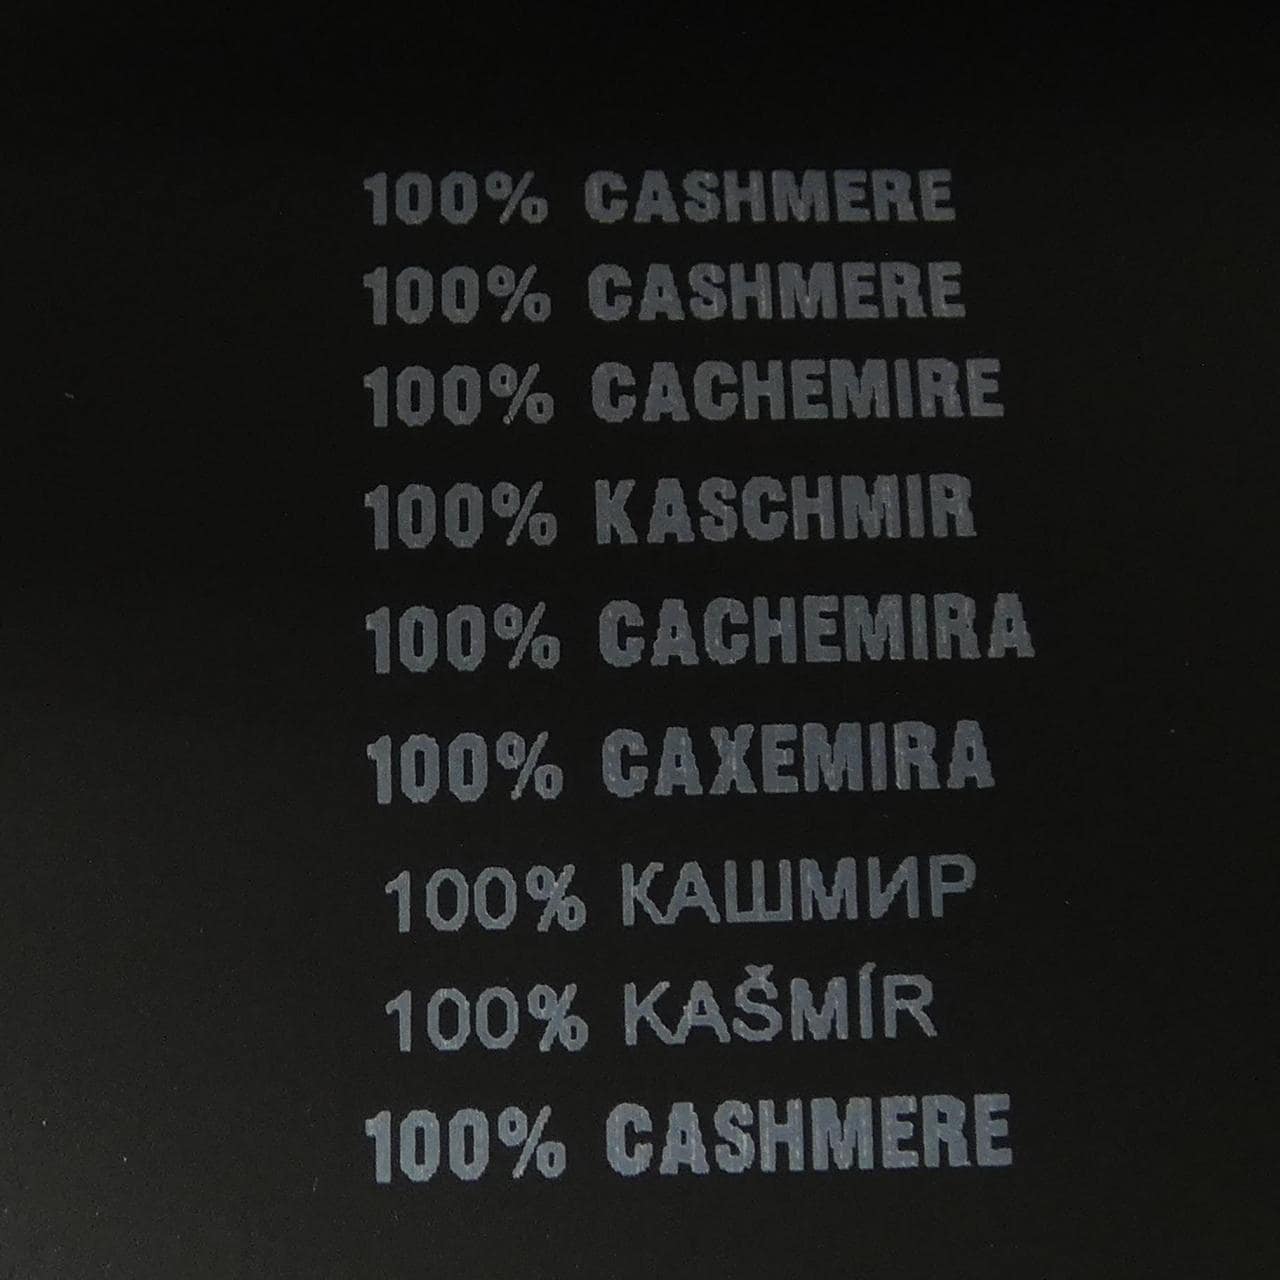 100% CASHMERE
100% CASHMERE
100% CACHEMIRE
100% KASCHMIR
100% CACHEMIRA
100% CAXEMIRA
100% КАШМИР
100% KAŠMÍR
100% CASHMERE